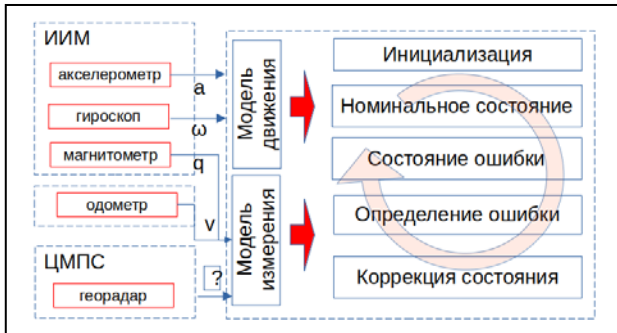 ИИМ
акселерометр
a
гироскоп
ω
магнитометр
q
одометр
v
ЦМПС
георадар
?
Модель
движения
Модель
измерения
Инициализация
Номинальное состояние
Состояние ошибки
Определение ошибки
Коррекция состояния